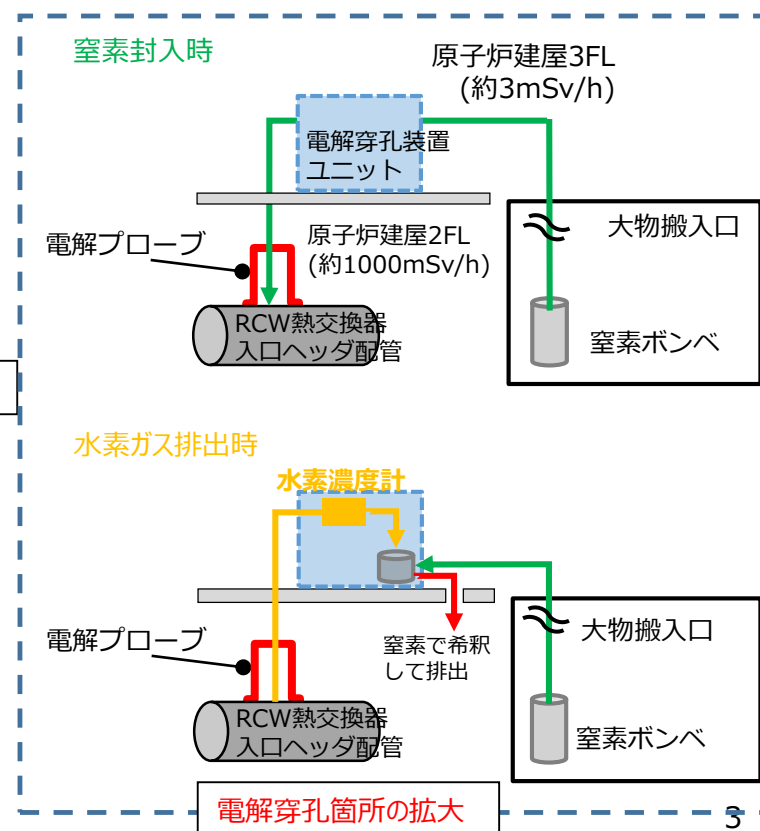 窒素封入時
原子炉建屋3FL
(約3mSv/h)
電解穿孔装置
ユニット
大物搬入口
電解プローブ
原子炉建屋2FL
(約1000mSv/h)
RCW熱交換器
入口ヘッダ配管
窒素ボンベ
水素ガス排出時
水素濃度計
電解プローブ
窒素で希釈
して排出
大物搬入口
RCW熱交換器
入口ヘッダ配管
窒素ボンベ
電解穿孔箇所の拡大
3